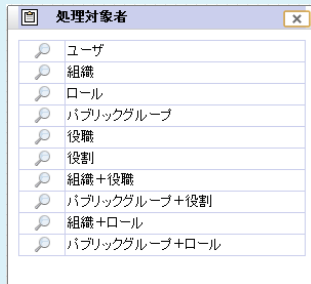 処理対象者
ユーザ
組織
ロール
パブリックグループ
役職
役割
組織＋役職
パブリックグループ＋役割
組織＋ロール
パブリックグループ＋ロール